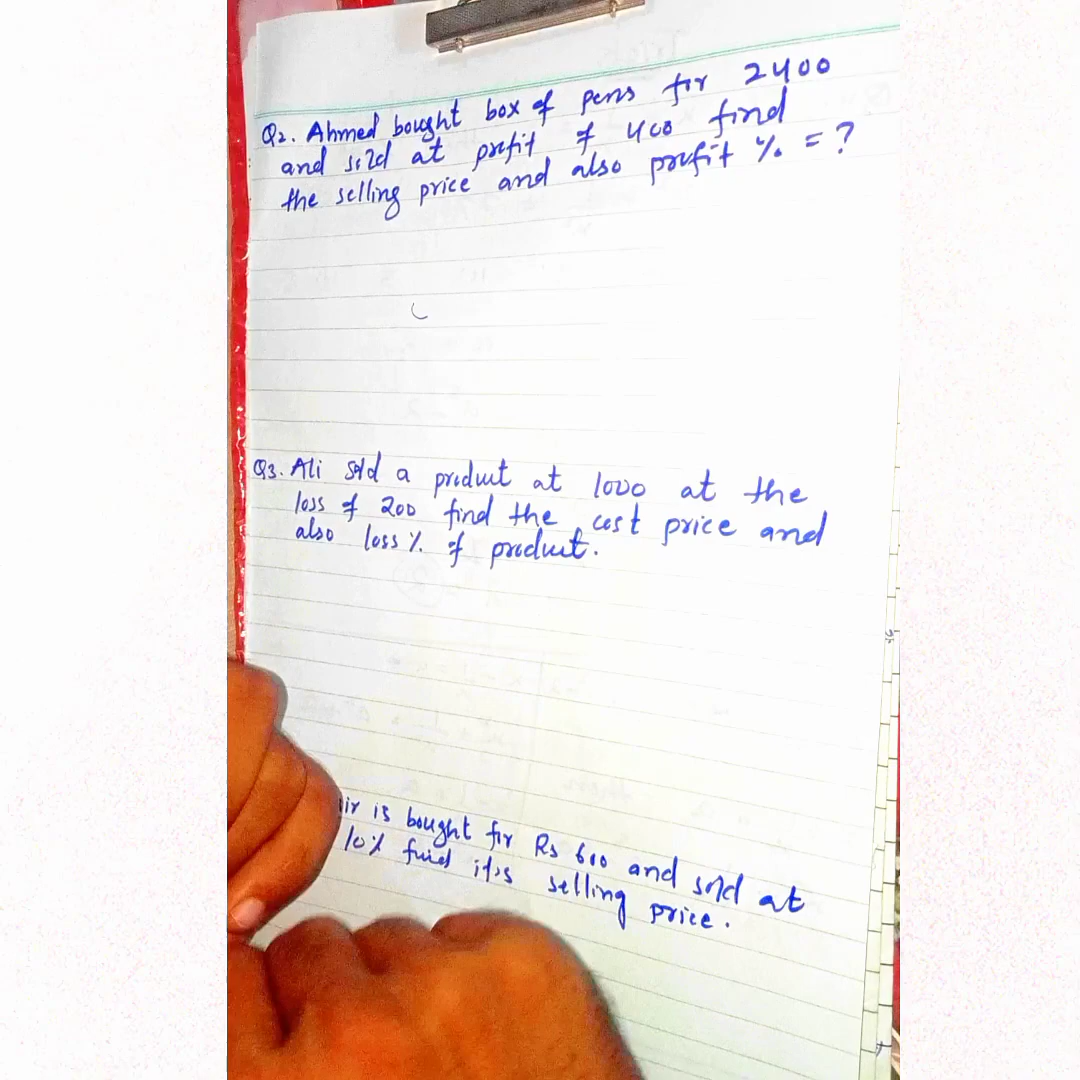 Q2. Ahmed bought box of pens for 2400
and sold at profit of 400 find
the selling price and also profit % = ?
Q3. Ali sold a product at 1000 at the
loss of 200 find the cost price and
also loss % of product.
is bought for Rs 600 and sold at
10% find it's selling price.